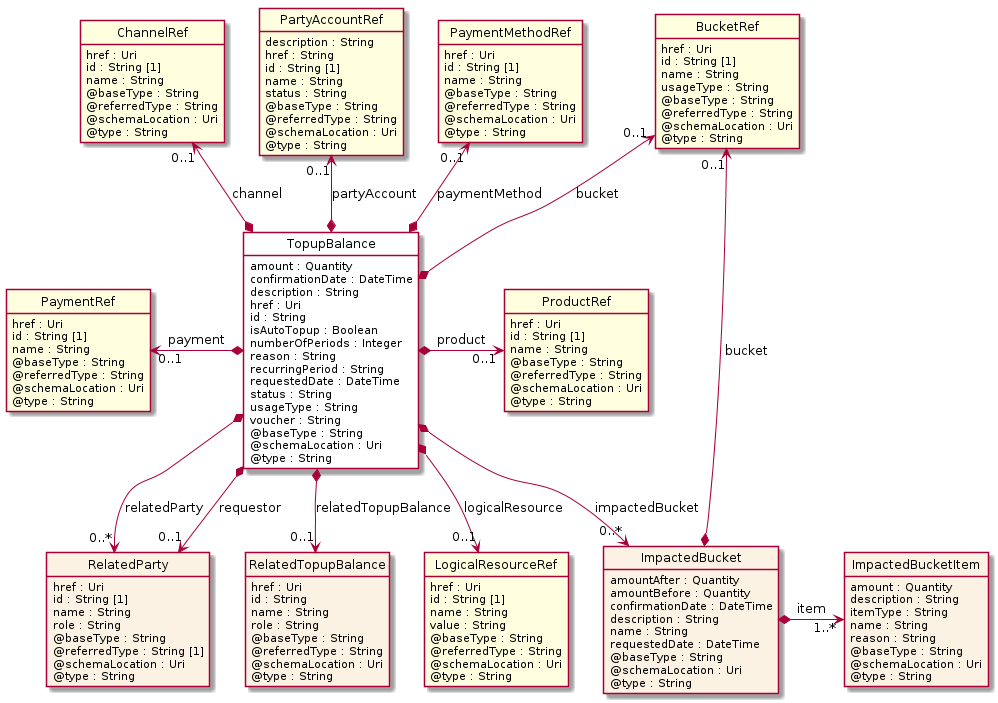 ChannelRef
href : Uri
id : String [1]
name : String
@baseType : String
@referredType : String
@schemaLocation : Uri
@type : String
PartyAccountRef
description : String
href : String
id : String [1]
name : String
status : String
@baseType : String
@referredType : String
@schemaLocation : Uri
@type : String
PaymentMethodRef
href : Uri
id : String [1]
name : String
@baseType : String
@referredType : String
@schemaLocation : Uri
@type : String
BucketRef
href : Uri
id : String [1]
name : String
usageType : String
@baseType : String
@referredType : String
@schemaLocation : Uri
@type : String
0..1
0..1
0..1
0..1
0..1
channel
partyAccount
paymentMethod
bucket
TopupBalance
amount : Quantity
confirmationDate : DateTime
description : String
href : Uri
id : String
isAutoTopup : Boolean
numberOfPeriods : Integer
reason : String
recurringPeriod : String
requestedDate : DateTime
status : String
usageType : String
voucher : String
@baseType : String
@schemaLocation : Uri
@type : String
PaymentRef
href : Uri
id : String [1]
name : String
@baseType : String
@referredType : String
@schemaLocation : Uri
@type : String
payment
0..1
product
0..1
ProductRef
href : Uri
id : String [1]
name : String
@baseType : String
@referredType : String
@schemaLocation : Uri
@type : String
bucket
relatedParty
requestor
relatedTopupBalance
logicalResource
impactedBucket
0..*
0..1
0..1
0..1
0..*
RelatedParty
href : Uri
id : String [1]
name : String
role : String
@baseType : String
@referredType : String [1]
@schemaLocation : Uri
@type : String
RelatedTopupBalance
href : Uri
id : String
name : String
role : String
@baseType : String
@referredType : String
@schemaLocation : Uri
@type : String
LogicalResourceRef
href : Uri
id : String [1]
name : String
value : String
@baseType : String
@referredType : String
@schemaLocation : Uri
@type : String
ImpactedBucket
amountAfter : Quantity
amountBefore : Quantity
confirmationDate : DateTime
description : String
name : String
requestedDate : DateTime
@baseType : String
@schemaLocation : Uri
@type : String
item
1..*
ImpactedBucketItem
amount : Quantity
description : String
itemType : String
name : String
reason : String
@baseType : String
@schemaLocation : Uri
@type : String